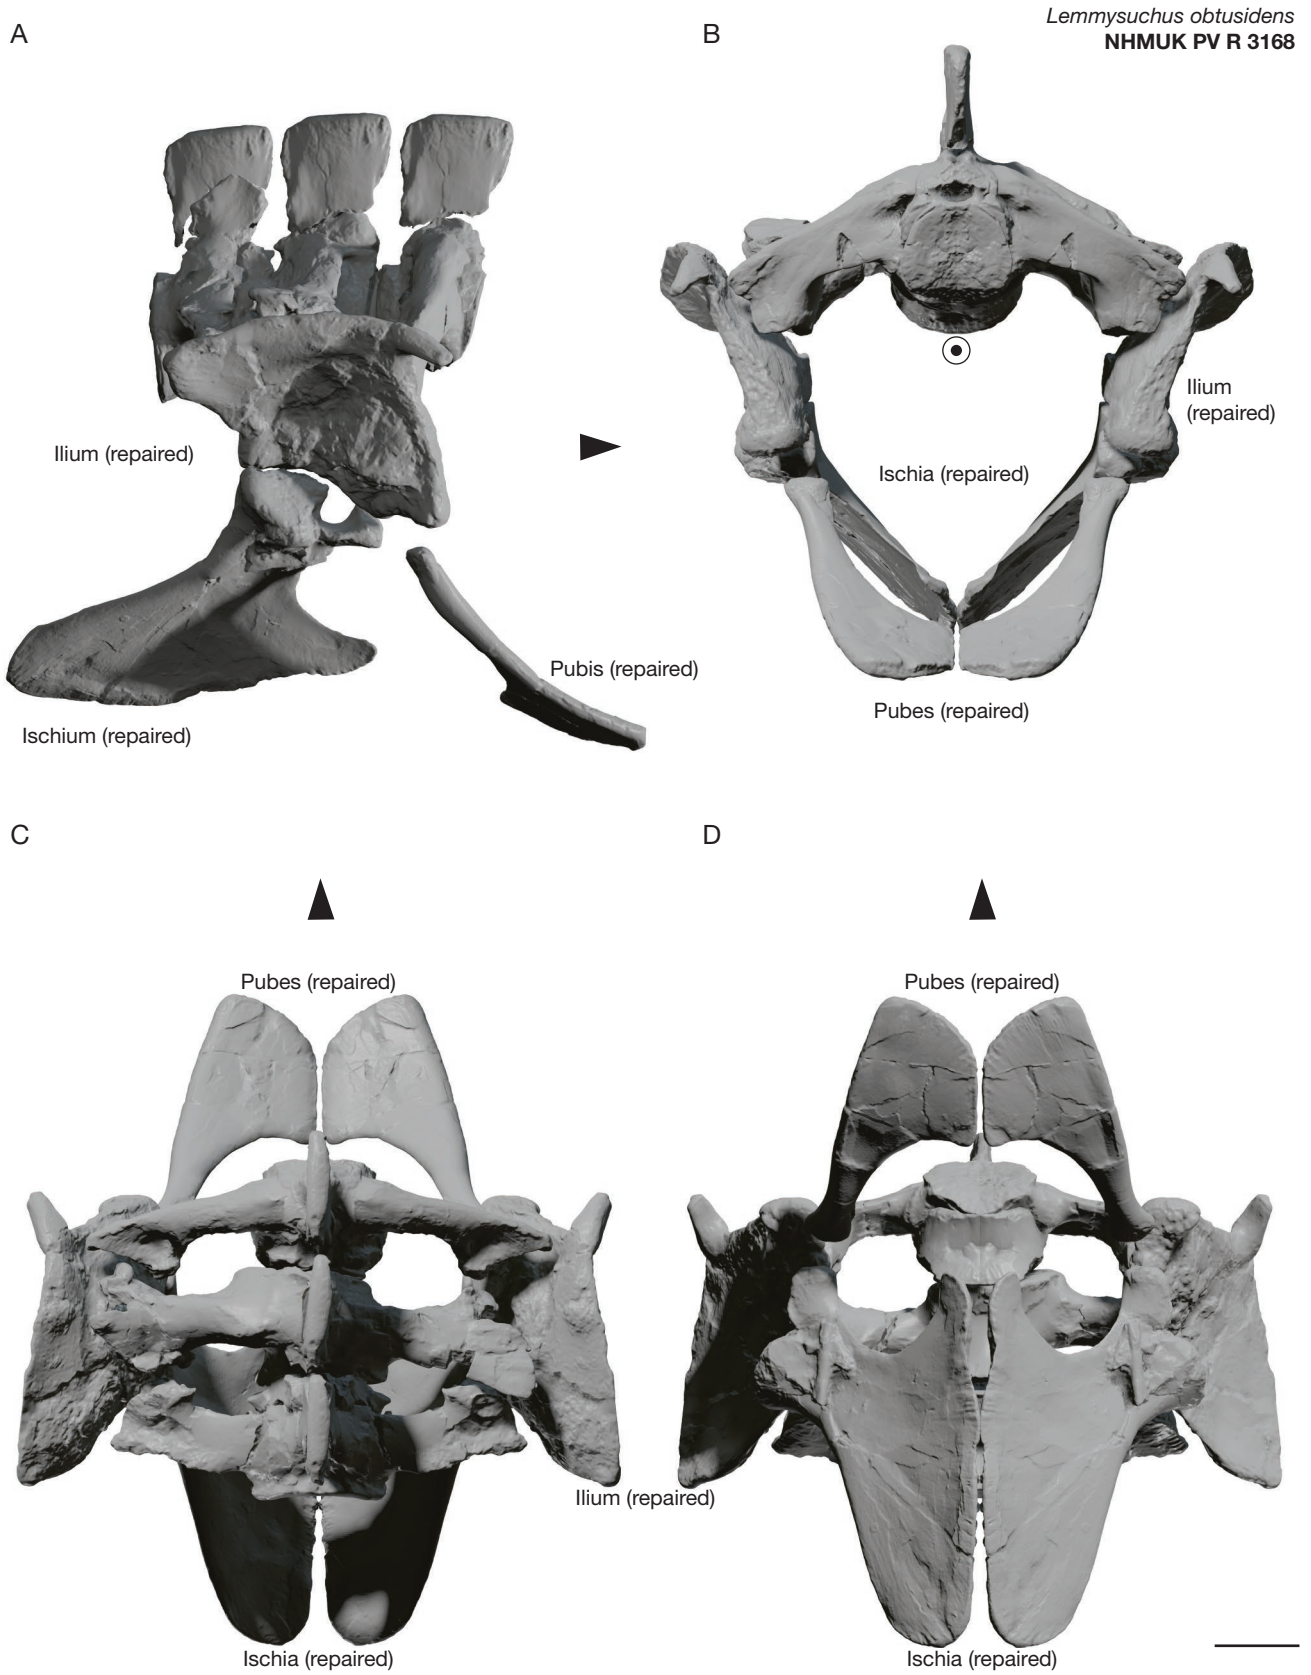 A
B
Lemmysuchus obtusidens
NHMUK PV R 3168
Ilium (repaired)
Ilium
(repaired)
Ischia (repaired)
Pubis (repaired)
Ischium (repaired)
Pubes (repaired)
C
D
Pubes (repaired)
Pubes (repaired)
Ilium (repaired)
Ischia (repaired)
Ischia (repaired)